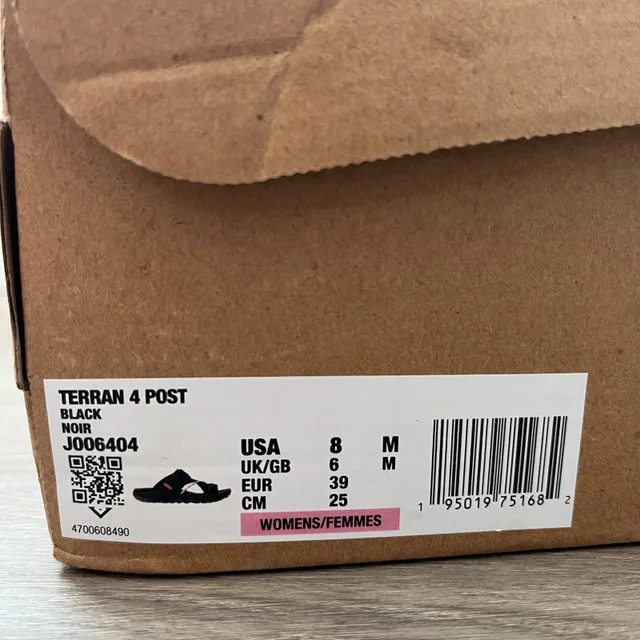 TERRAN 4 POST
BLACK
NOIR
J006404
USA 8 M
UK/GB 6 M
EUR 39
CM 25
WOMENS/FEMMES
4700608490
1 95019 75168 2